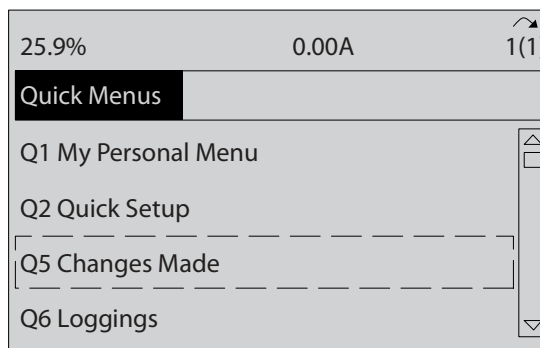 25.9% 0.00A 1(1
Quick Menus
Q1 My Personal Menu
Q2 Quick Setup
Q5 Changes Made
Q6 Loggings